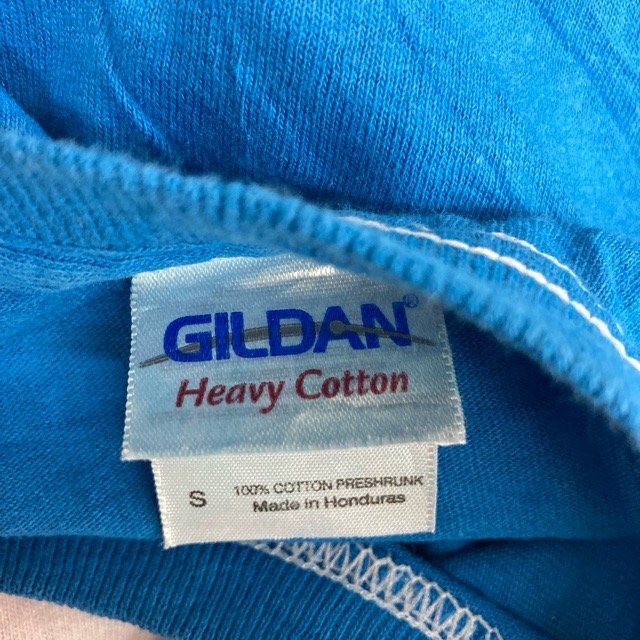 GILDAN®
Heavy Cotton
S
100% COTTON PRESHRUNK
Made in Honduras